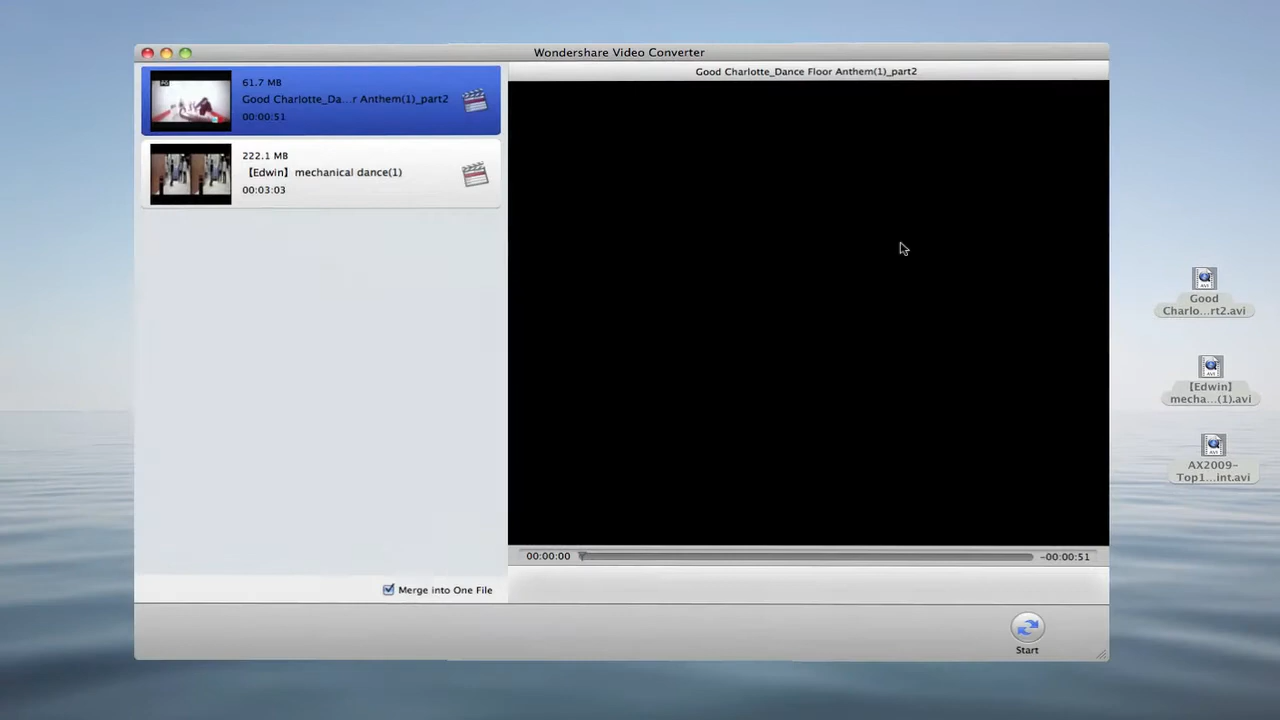 Wondershare Video Converter
61.7 MB
Good Charlotte_Da...r Anthem(1)_part2
00:00:51
222.1 MB
【Edwin】mechanical dance(1)
00:03:03
Good Charlotte_Dance Floor Anthem(1)_part2
00:00:00
-00:00:51
Merge into One File
Start
Good
Charlo...rt2.avi
【Edwin】
mecha...(1).avi
AX2009-
Top1...int.avi